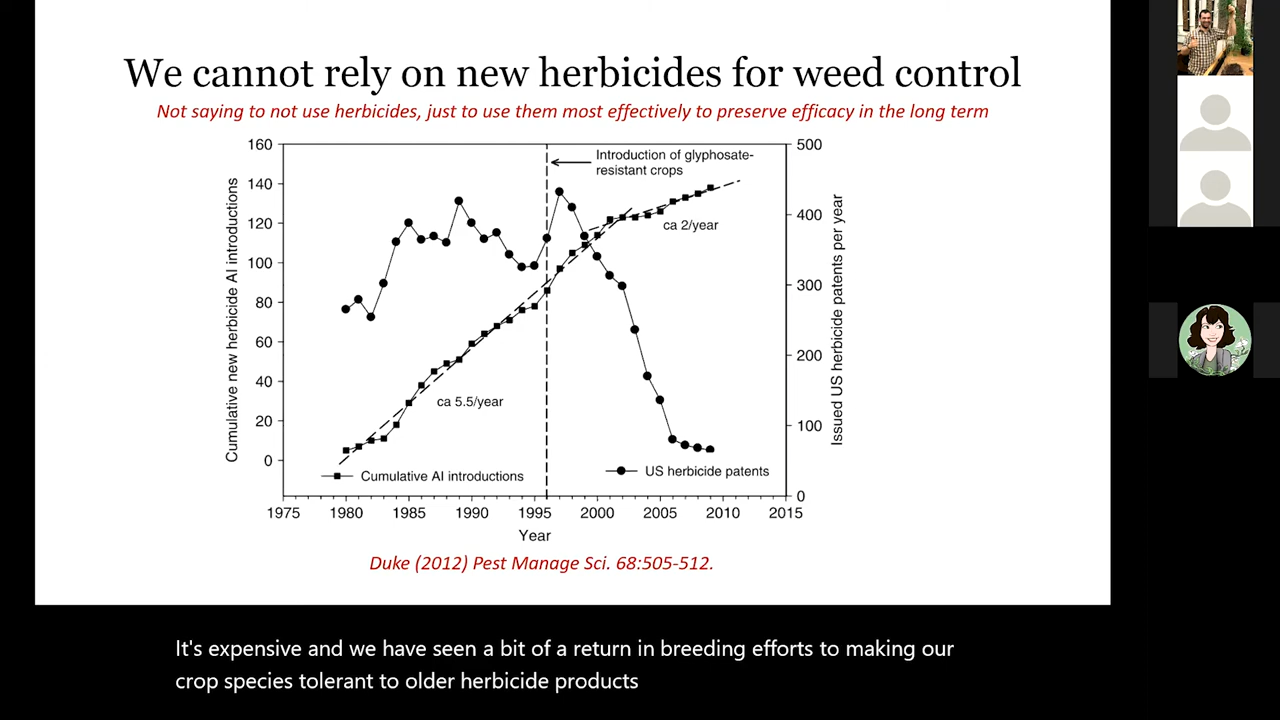 We cannot rely on new herbicides for weed control
Not saying to not use herbicides, just to use them most effectively to preserve efficacy in the long term
160
140
120
100
80
60
40
20
0
Cumulative new herbicide AI introductions
Introduction of glyphosate-
resistant crops
ca 2/year
ca 5.5/year
Cumulative AI introductions
US herbicide patents
500
400
300
200
100
0
Issued US herbicide patents per year
1975 1980 1985 1990 1995 2000 2005 2010 2015
Year
Duke (2012) Pest Manage Sci. 68:505-512.
It's expensive and we have seen a bit of a return in breeding efforts to making our
crop species tolerant to older herbicide products